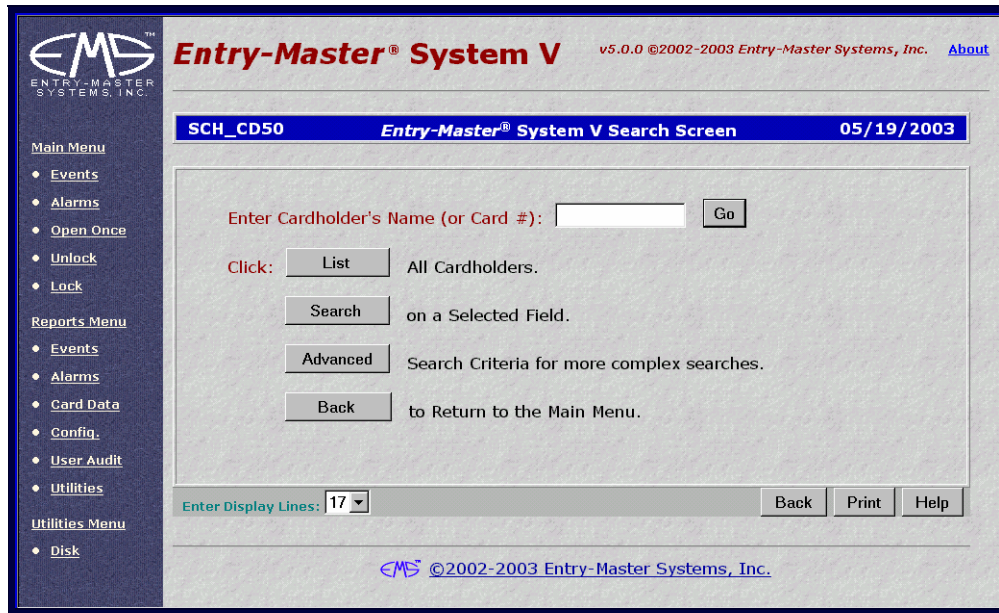 EMS™
ENTRY-MASTER
SYSTEMS, INC.
Entry-Master® System V
v5.0.0 ©2002-2003 Entry-Master Systems, Inc.
About
SCH_CD50
Entry-Master® System V Search Screen
05/19/2003
Main Menu
Events
Alarms
Open Once
Unlock
Lock
Reports Menu
Events
Alarms
Card Data
Config.
User Audit
Utilities
Utilities Menu
Disk
Enter Cardholder's Name (or Card #):
Go
Click: List All Cardholders.
Search on a Selected Field.
Advanced Search Criteria for more complex searches.
Back to Return to the Main Menu.
Enter Display Lines: 17
Back
Print
Help
EMS ©2002-2003 Entry-Master Systems, Inc.